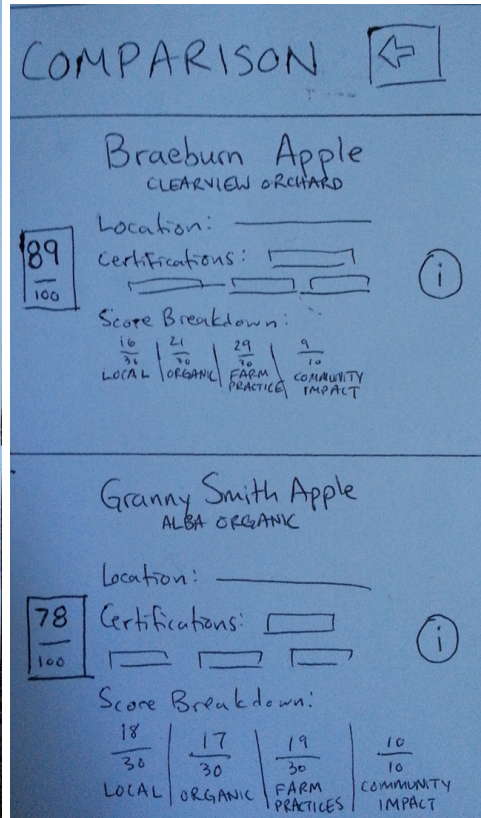 COMPARISON
Braeburn Apple
CLEARVIEW ORCHARD
Location:
89
100
Certifications:
i
Score Breakdown:
16 21 29 9
30 30 30 10
LOCAL ORGANIC FARM PRACTICE COMMUNITY IMPACT
Granny Smith Apple
ALBA ORGANIC
Location:
78
100
Certifications:
i
Score Breakdown:
18 17 19 10
30 30 30 10
LOCAL ORGANIC FARM PRACTICES COMMUNITY IMPACT